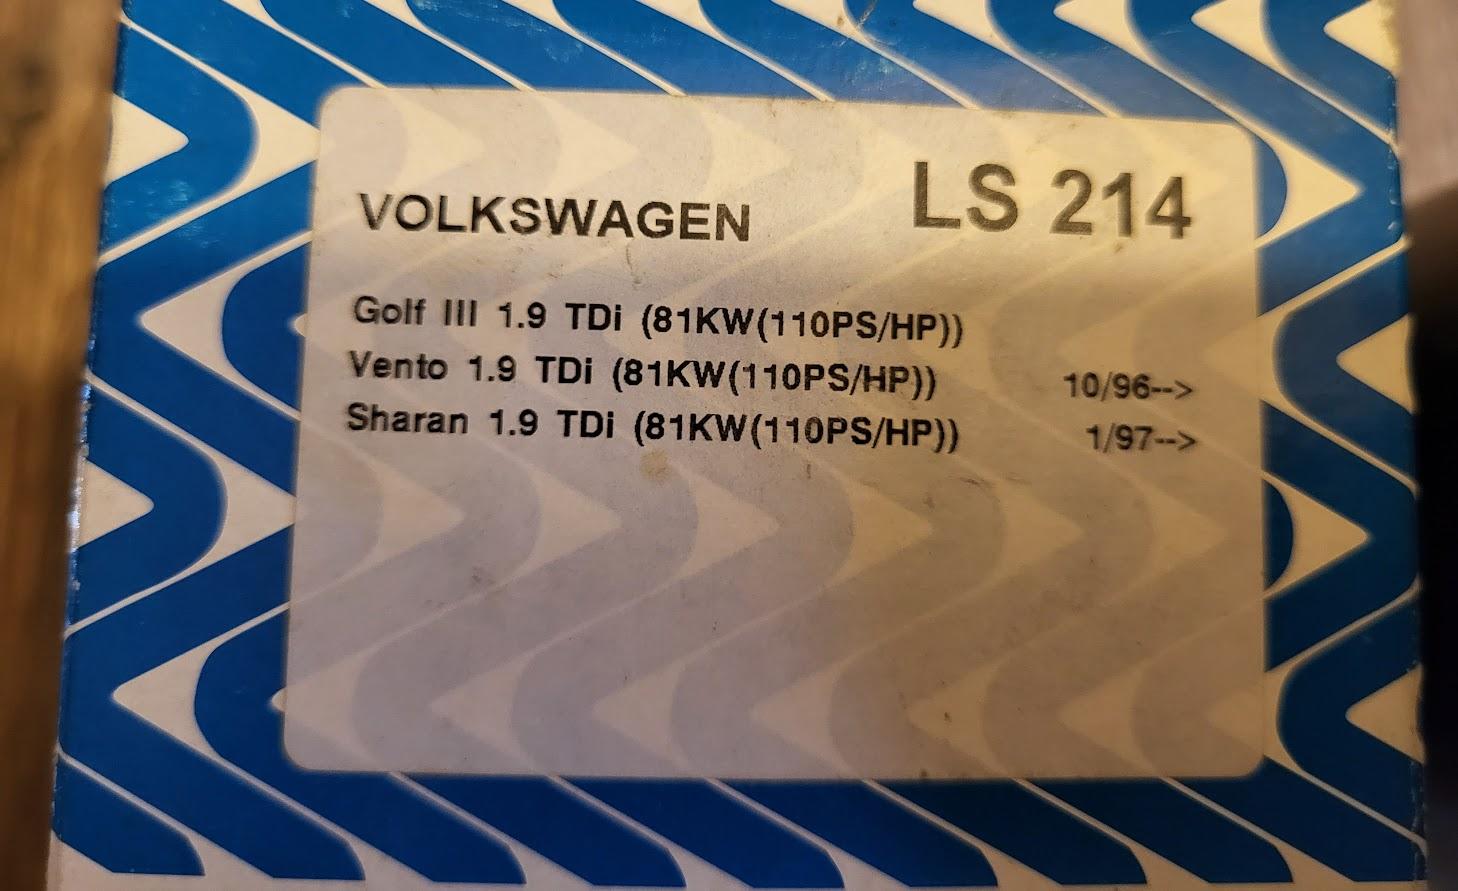 VOLKSWAGEN LS 214
Golf III 1.9 TDi (81KW(110PS/HP))
Vento 1.9 TDi (81KW(110PS/HP)) 10/96-->
Sharan 1.9 TDi (81KW(110PS/HP)) 1/97-->